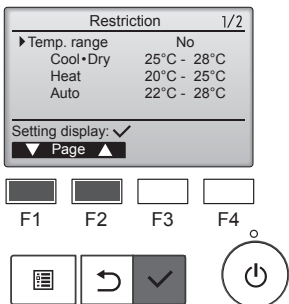 Restriction 1/2
Temp. range No
Cool•Dry 25°C - 28°C
Heat 20°C - 25°C
Auto 22°C - 28°C
Setting display: ✓
▼ Page ▲
F1 F2 F3 F4